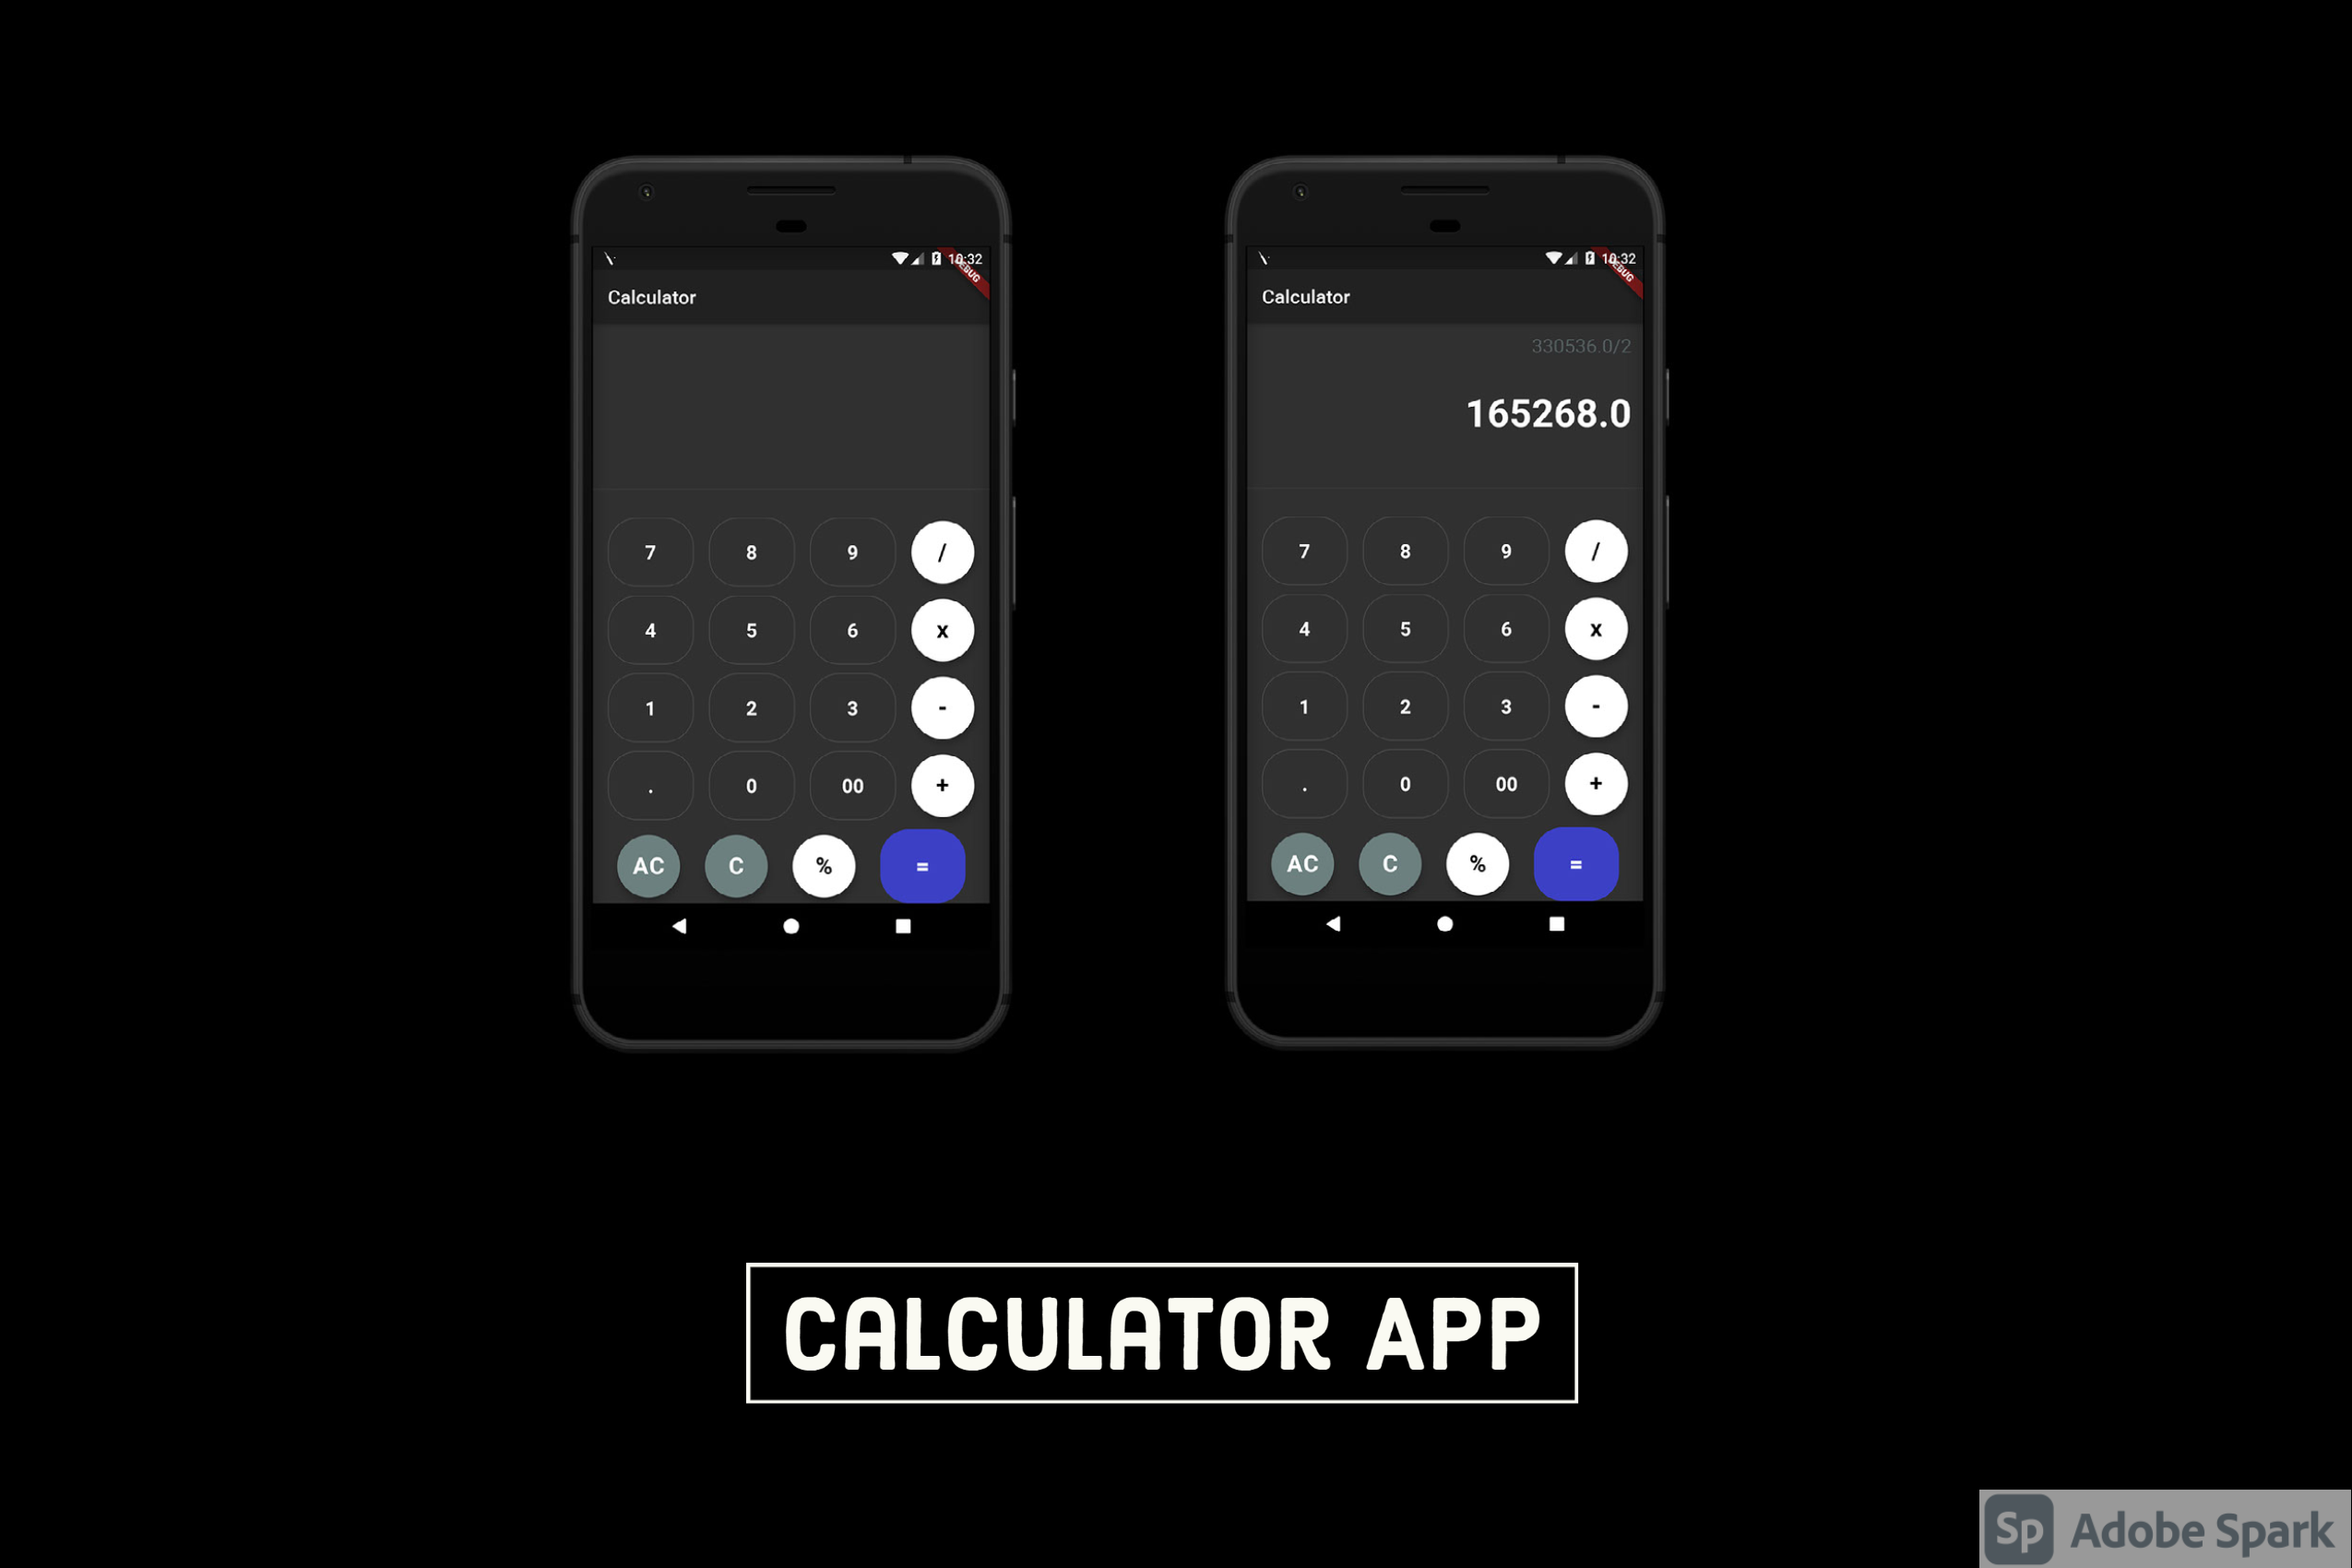 10:32
DEBUG
Calculator
7 8 9 /
4 5 6 x
1 2 3 -
. 0 00 +
AC C % =
10:32
DEBUG
Calculator
330536.0/2
165268.0
7 8 9 /
4 5 6 x
1 2 3 -
. 0 00 +
AC C % =
CALCULATOR APP
Sp Adobe Spark